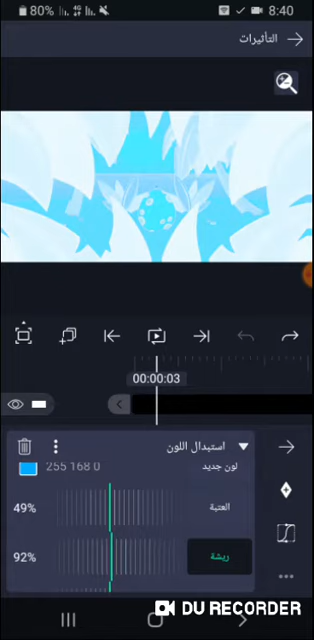 80% 8:40
التأثيرات
00:00:03
استبدال اللون
لون جديد
255 168 0
العتبة
49%
ريشة
92%
DU RECORDER